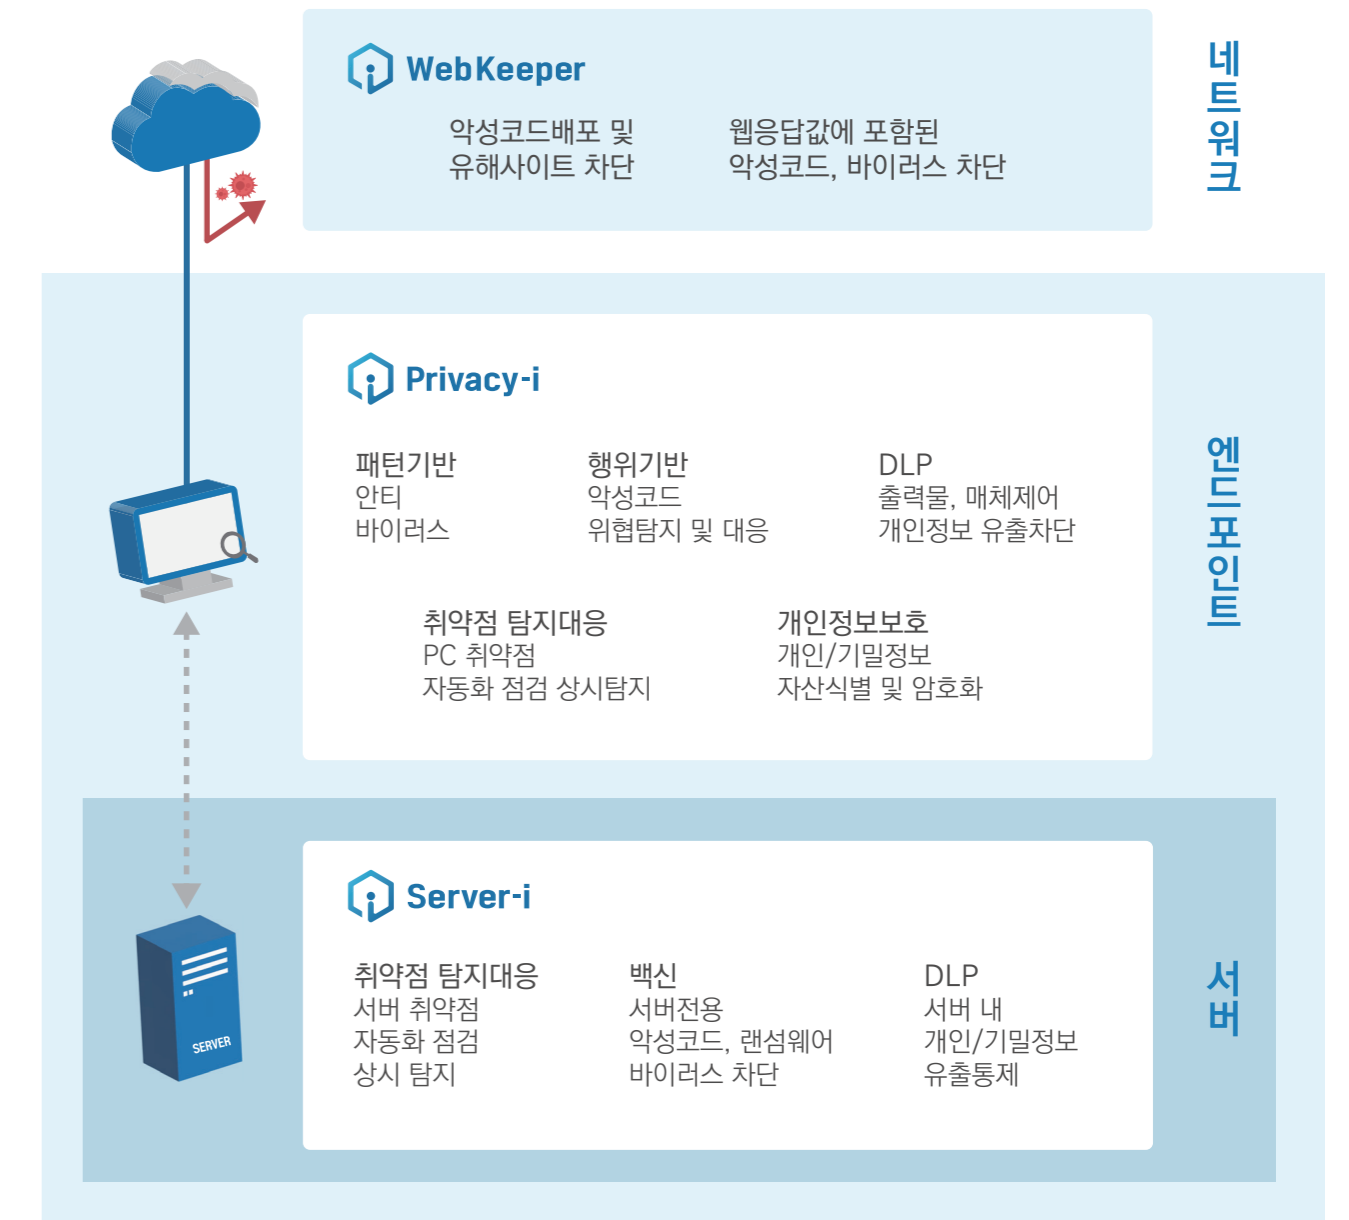 WebKeeper
악성코드배포 및
유해사이트 차단
웹응답값에 포함된
악성코드, 바이러스 차단
네트워크
Privacy-i
패턴기반
안티
바이러스
행위기반
악성코드
위협탐지 및 대응
DLP
출력물, 매체제어
개인정보 유출차단
취약점 탐지대응
PC 취약점
자동화 점검 상시탐지
개인정보보호
개인/기밀정보
자산식별 및 암호화
엔드포인트
Server-i
취약점 탐지대응
서버 취약점
자동화 점검
상시 탐지
백신
서버전용
악성코드, 랜섬웨어
바이러스 차단
DLP
서버 내
개인/기밀정보
유출통제
서버
SERVER